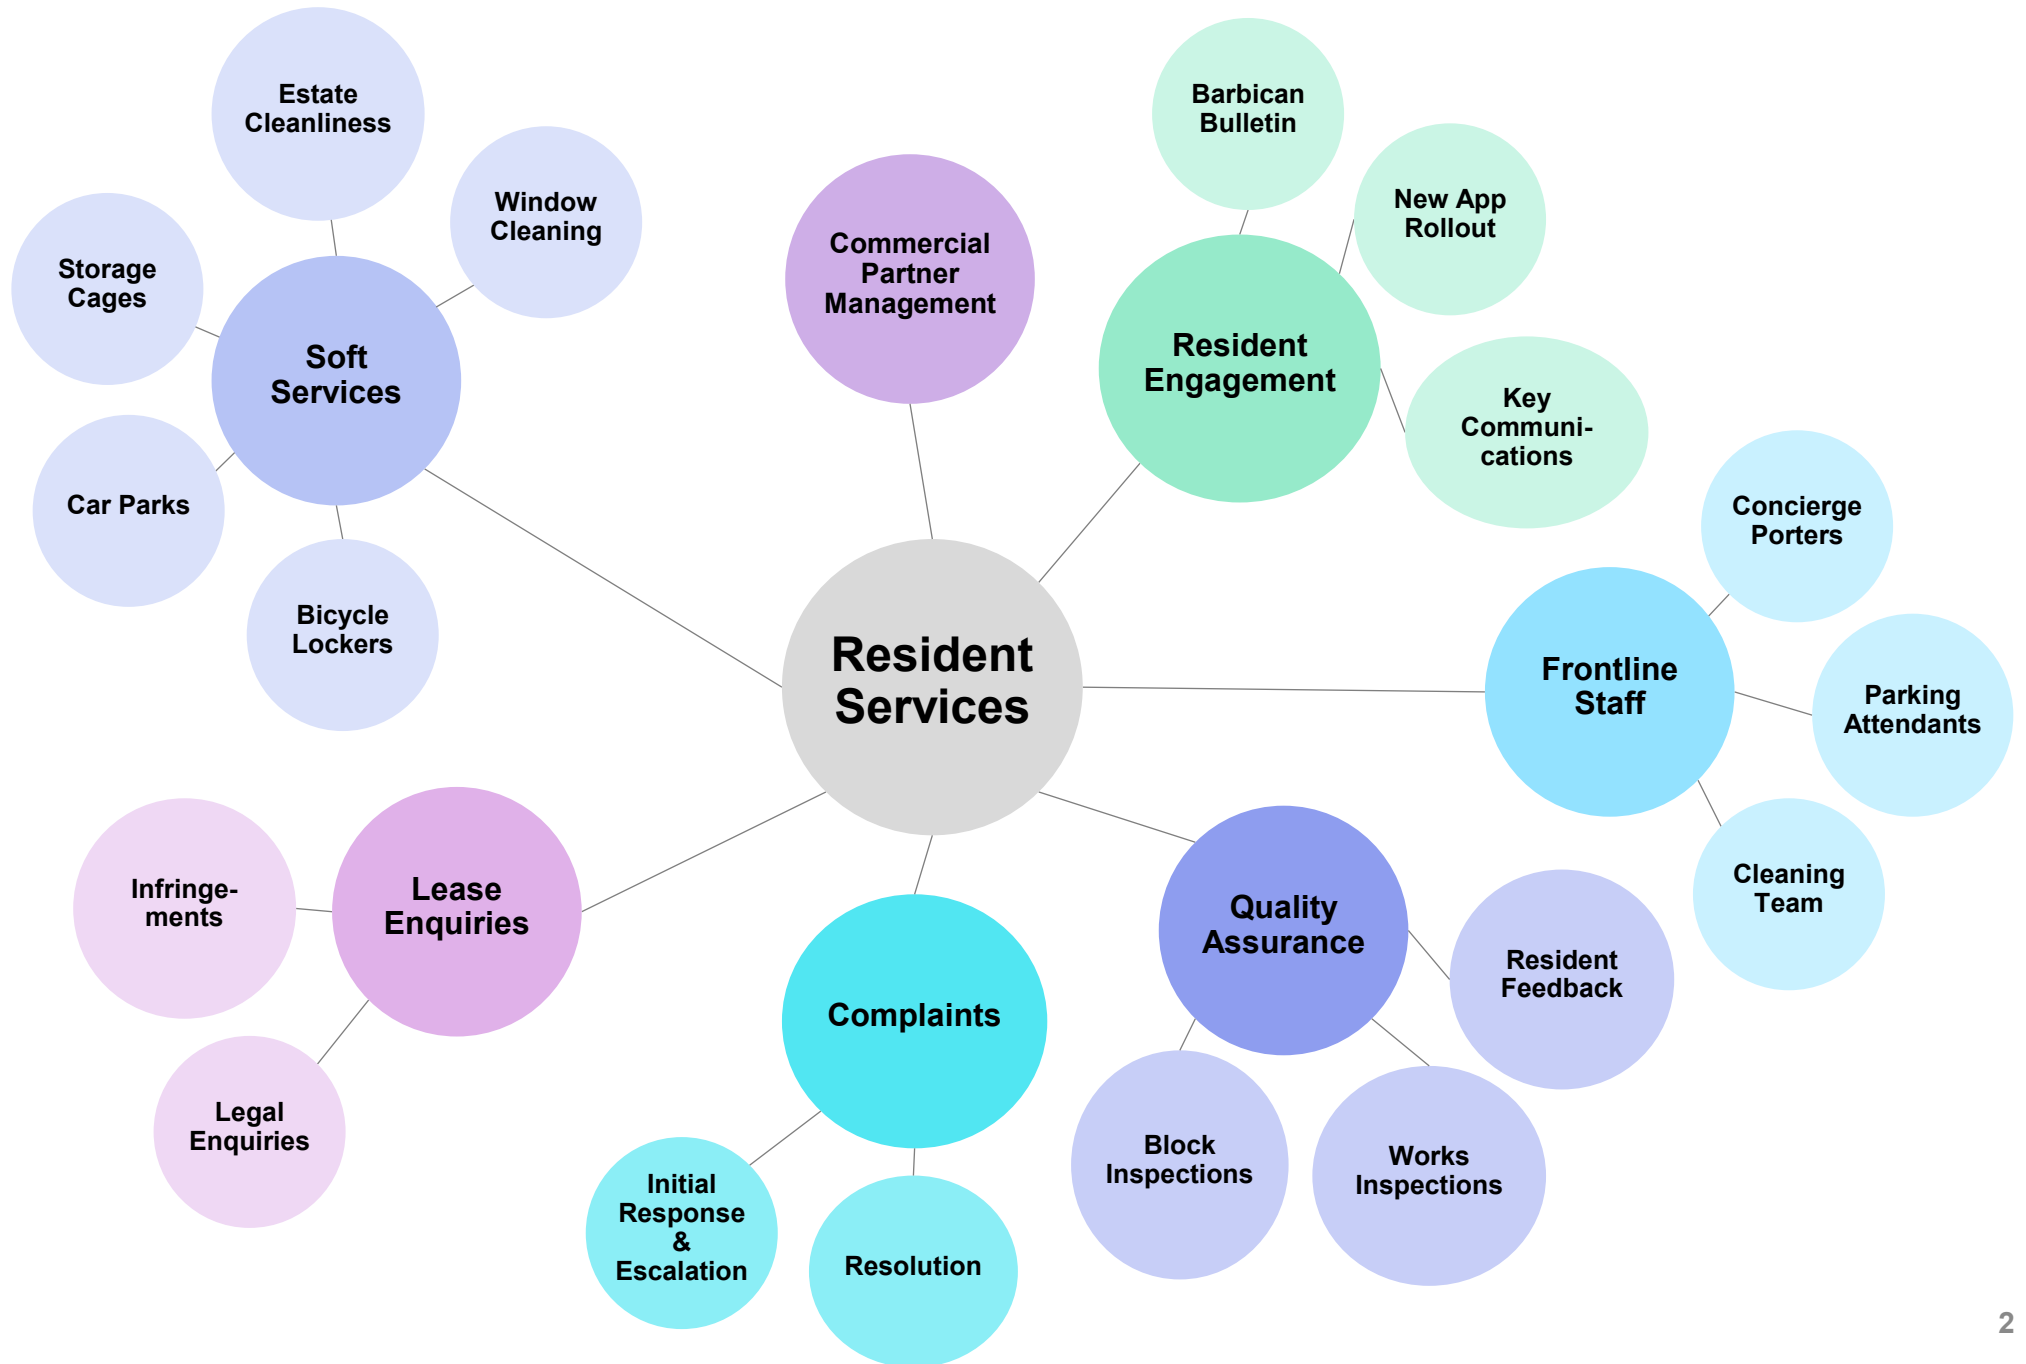 Estate
Cleanliness
Window
Cleaning
Storage
Cages
Soft
Services
Car Parks
Bicycle
Lockers
Commercial
Partner
Management
Barbican
Bulletin
New App
Rollout
Resident
Engagement
Key
Communi-
cations
Concierge
Porters
Frontline
Staff
Parking
Attendants
Cleaning
Team
Resident
Services
Infringe-
ments
Lease
Enquiries
Legal
Enquiries
Complaints
Initial
Response
&
Escalation
Resolution
Quality
Assurance
Resident
Feedback
Block
Inspections
Works
Inspections
2